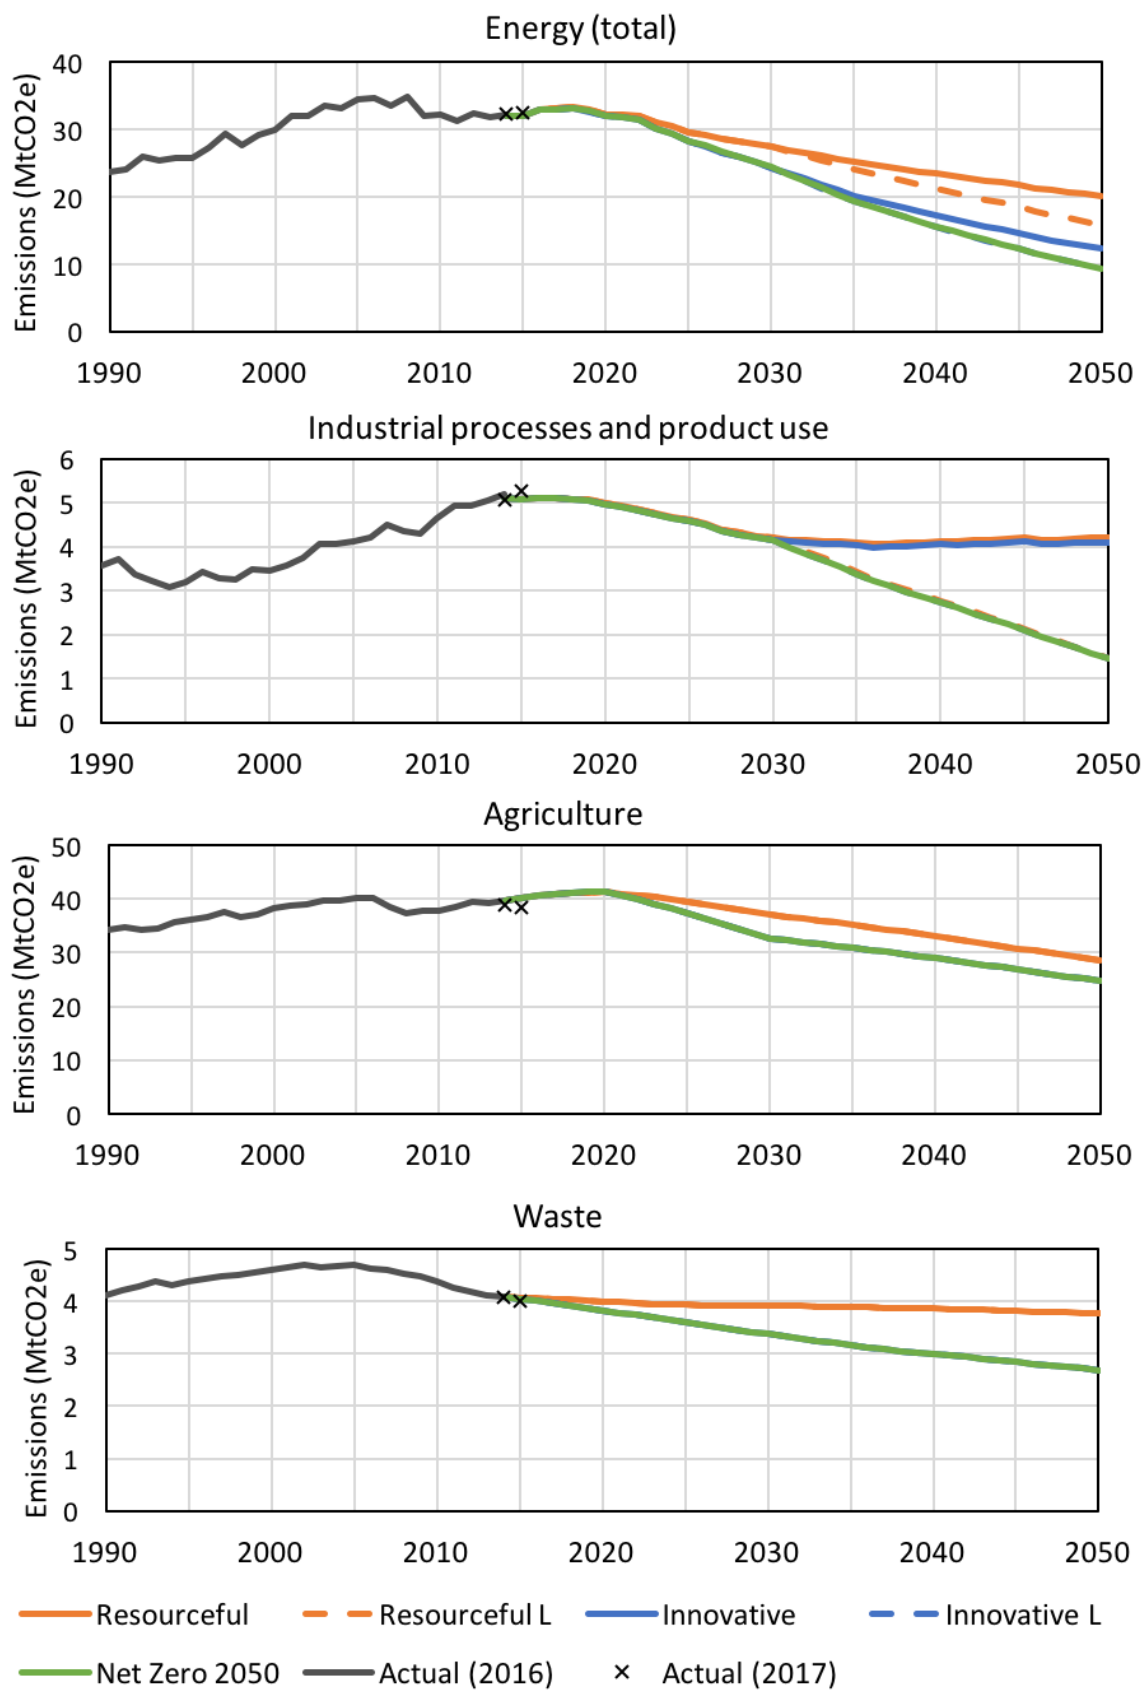 Energy (total)
Emissions (MtCO2e)
40
30
20
10
0
1990 2000 2010 2020 2030 2040 2050
Industrial processes and product use
Emissions (MtCO2e)
6
5
4
3
2
1
0
1990 2000 2010 2020 2030 2040 2050
Agriculture
Emissions (MtCO2e)
50
40
30
20
10
0
1990 2000 2010 2020 2030 2040 2050
Waste
Emissions (MtCO2e)
5
4
3
2
1
0
1990 2000 2010 2020 2030 2040 2050
Resourceful Resourceful L Innovative Innovative L
Net Zero 2050 Actual (2016) Actual (2017)